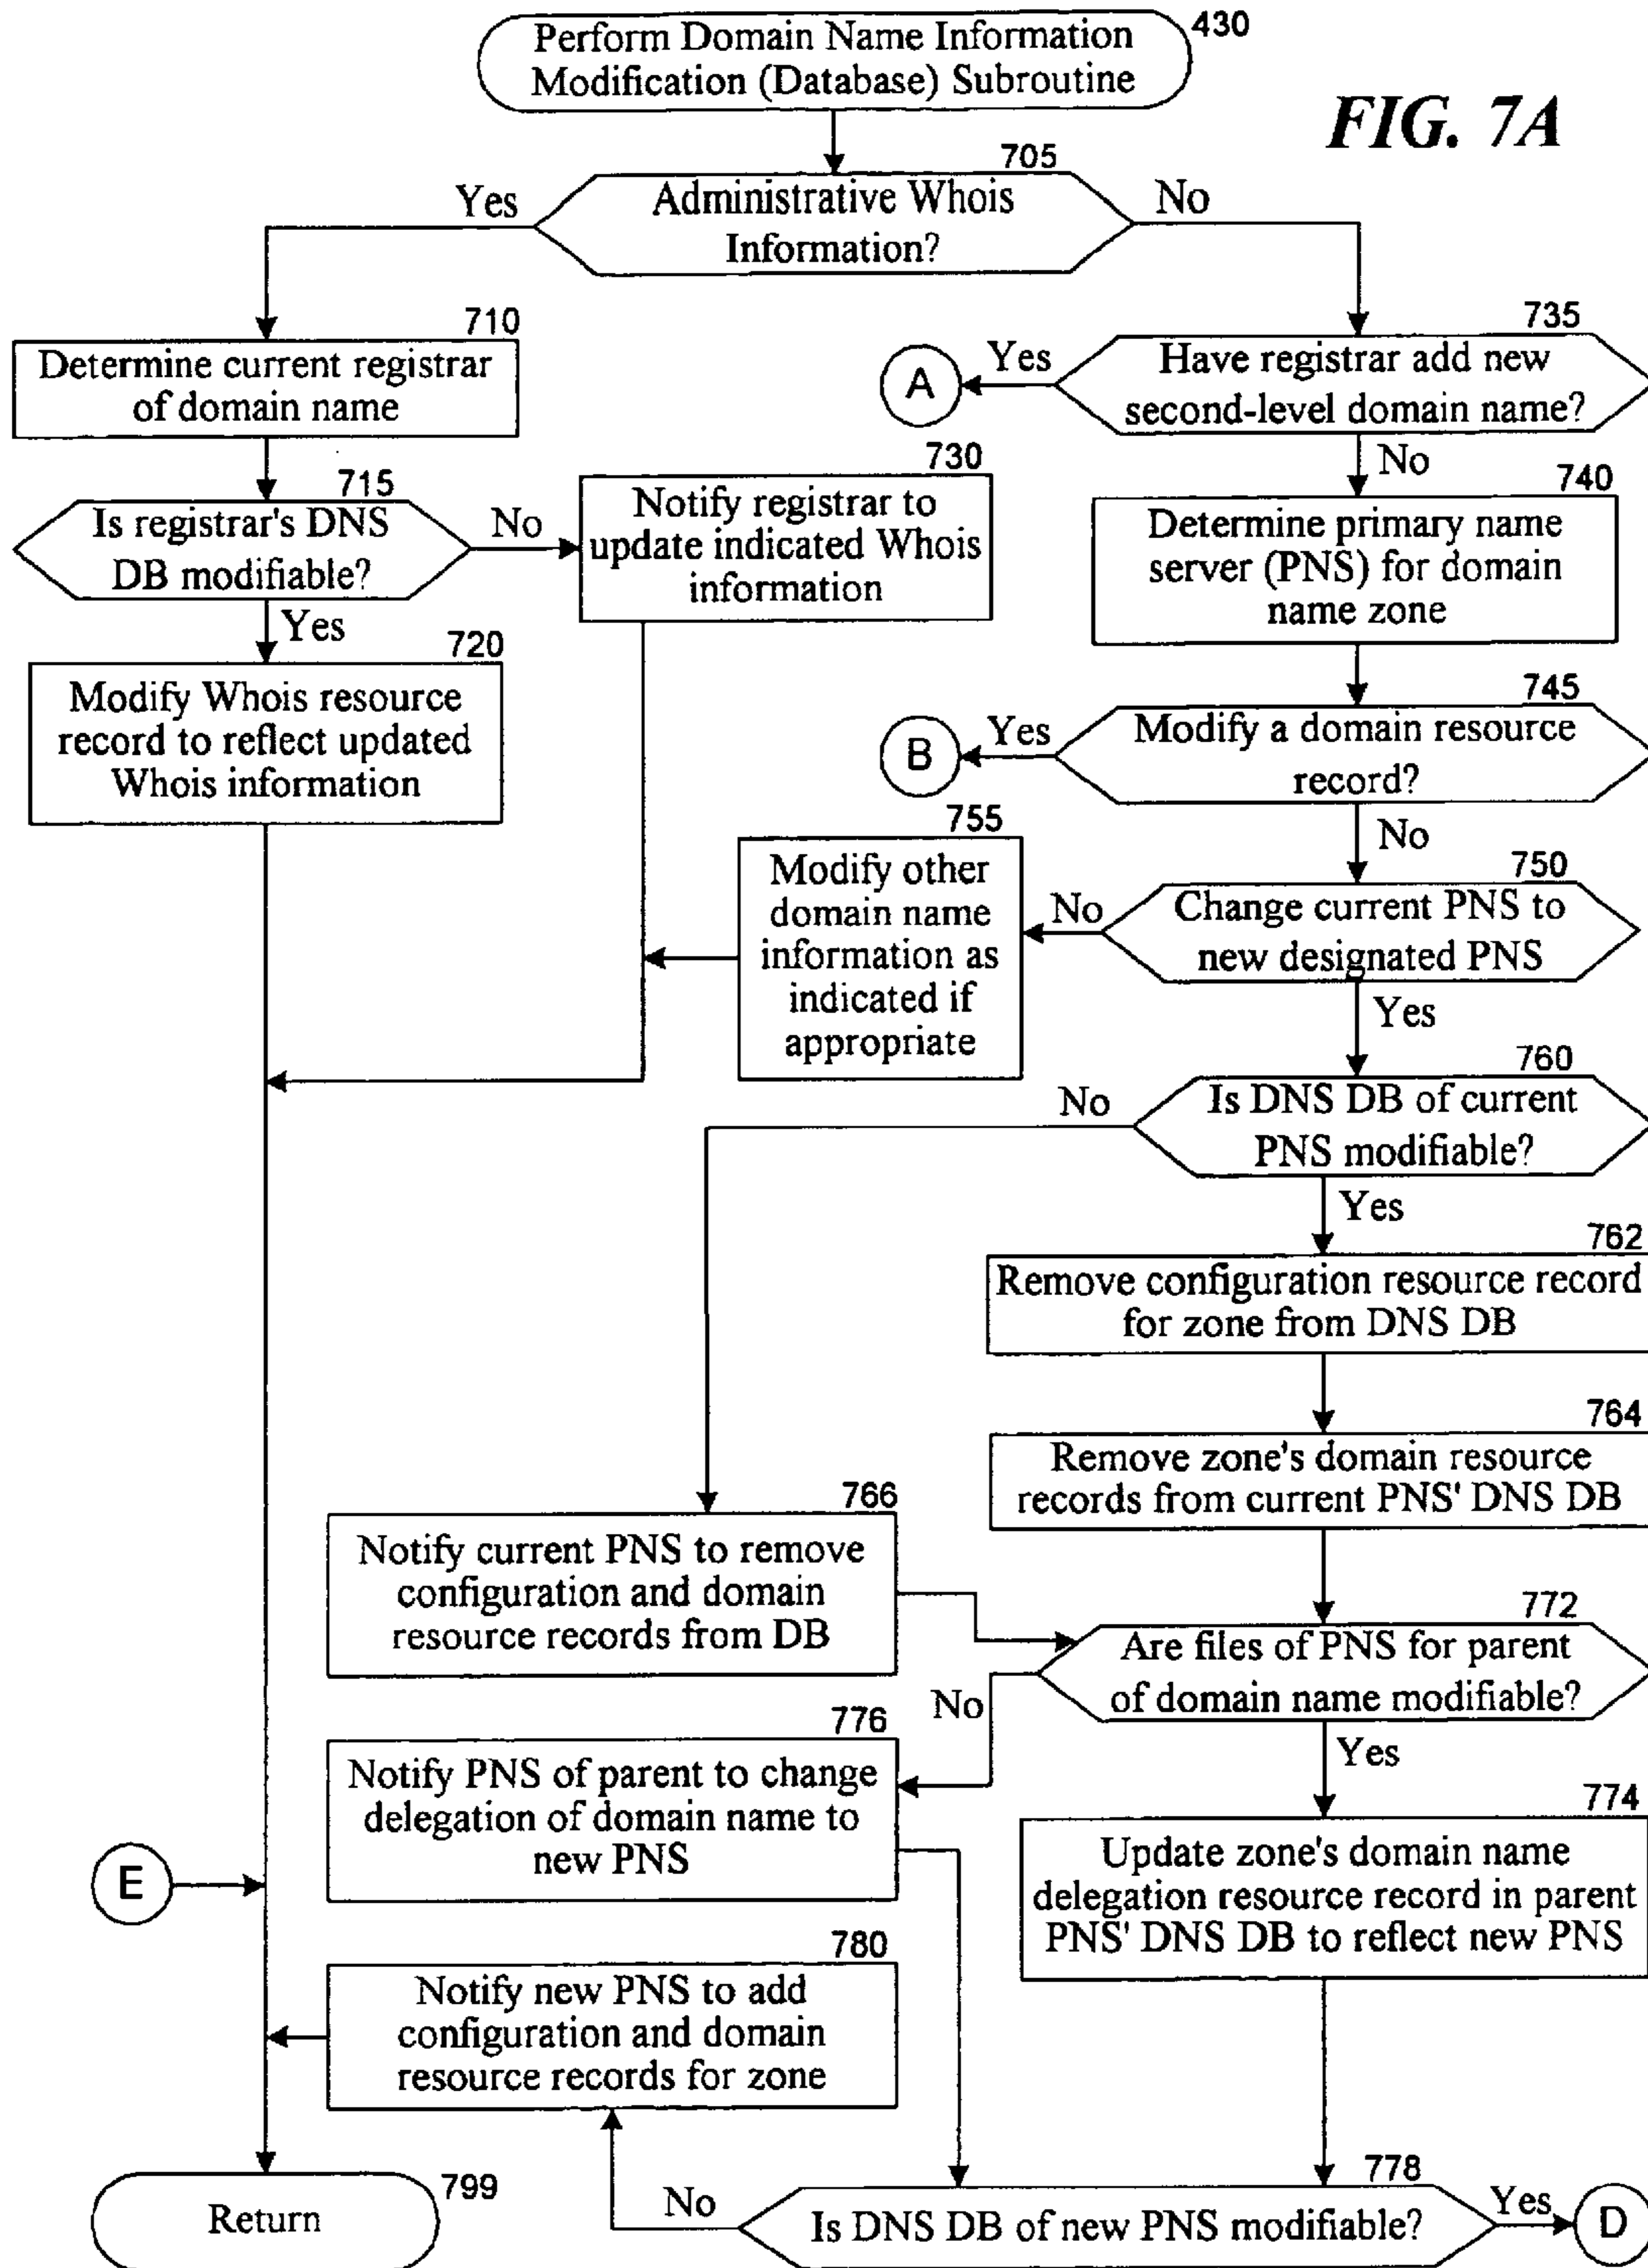 Perform Domain Name Information
Modification (Database) Subroutine
430
FIG. 7A
705
Administrative Whois
Information?
Yes
No
710
Determine current registrar
of domain name
735
Have registrar add new
second-level domain name?
Yes
A
No
715
Is registrar's DNS
DB modifiable?
No
Yes
730
Notify registrar to
update indicated Whois
information
740
Determine primary name
server (PNS) for domain
name zone
720
Modify Whois resource
record to reflect updated
Whois information
745
Modify a domain resource
record?
Yes
B
No
755
Modify other
domain name
information as
indicated if
appropriate
750
Change current PNS to
new designated PNS
No
Yes
760
Is DNS DB of current
PNS modifiable?
No
Yes
762
Remove configuration resource record
for zone from DNS DB
764
Remove zone's domain resource
records from current PNS' DNS DB
766
Notify current PNS to remove
configuration and domain
resource records from DB
772
Are files of PNS for parent
of domain name modifiable?
No
Yes
776
Notify PNS of parent to change
delegation of domain name to
new PNS
774
Update zone's domain name
delegation resource record in parent
PNS' DNS DB to reflect new PNS
E
780
Notify new PNS to add
configuration and domain
resource records for zone
778
Is DNS DB of new PNS modifiable?
No
Yes
D
Return
799